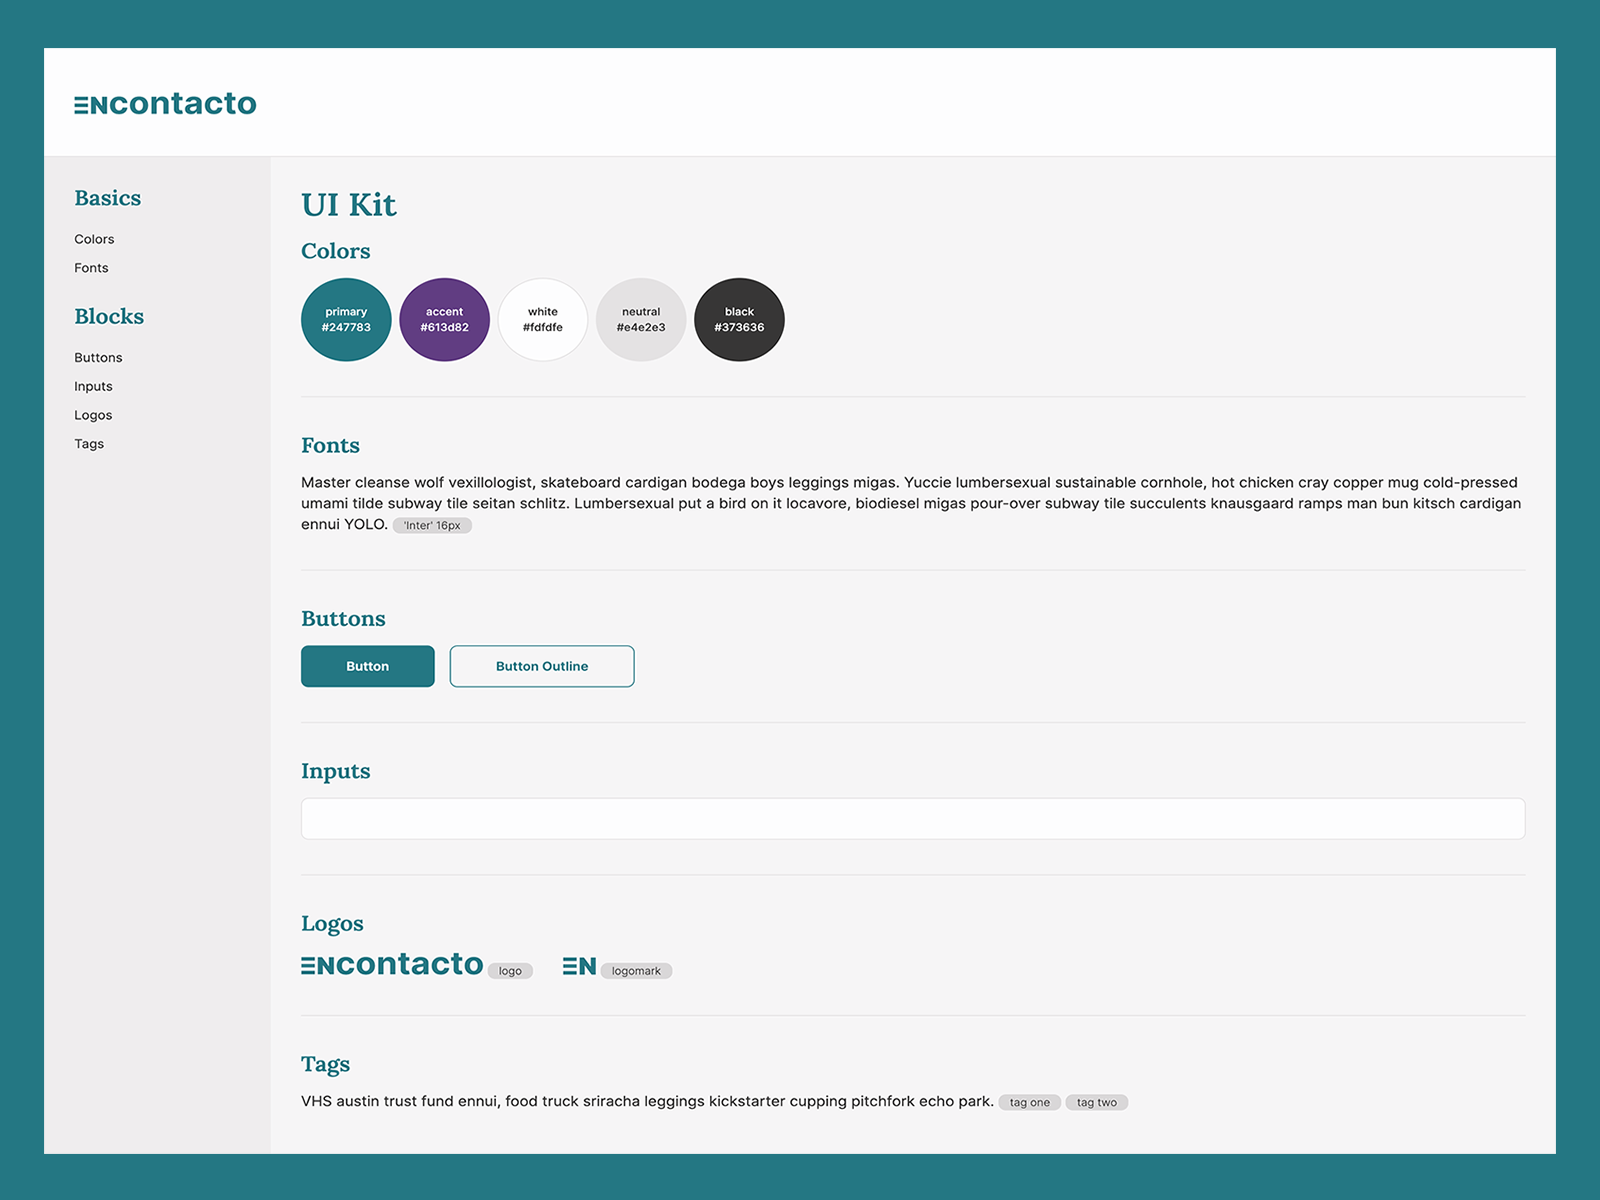 ENcontacto
Basics
Colors
Fonts
Blocks
Buttons
Inputs
Logos
Tags
UI Kit
Colors
primary
#247783
accent
#613d82
white
#fdfdfe
neutral
#e4e2e3
black
#373636
Fonts
Master cleanse wolf vexillologist, skateboard cardigan bodega boys leggings migas. Yuccie lumbersexual sustainable cornhole, hot chicken cray copper mug cold-pressed
umami tilde subway tile seitan schlitz. Lumbersexual put a bird on it locavore, biodiesel migas pour-over subway tile succulents knausgaard ramps man bun kitsch cardigan
ennui YOLO. 'Inter' 16px
Buttons
Button Button Outline
Inputs
Logos
ENcontacto logo EN logomark
Tags
VHS austin trust fund ennui, food truck sriracha leggings kickstarter cupping pitchfork echo park. tag one tag two